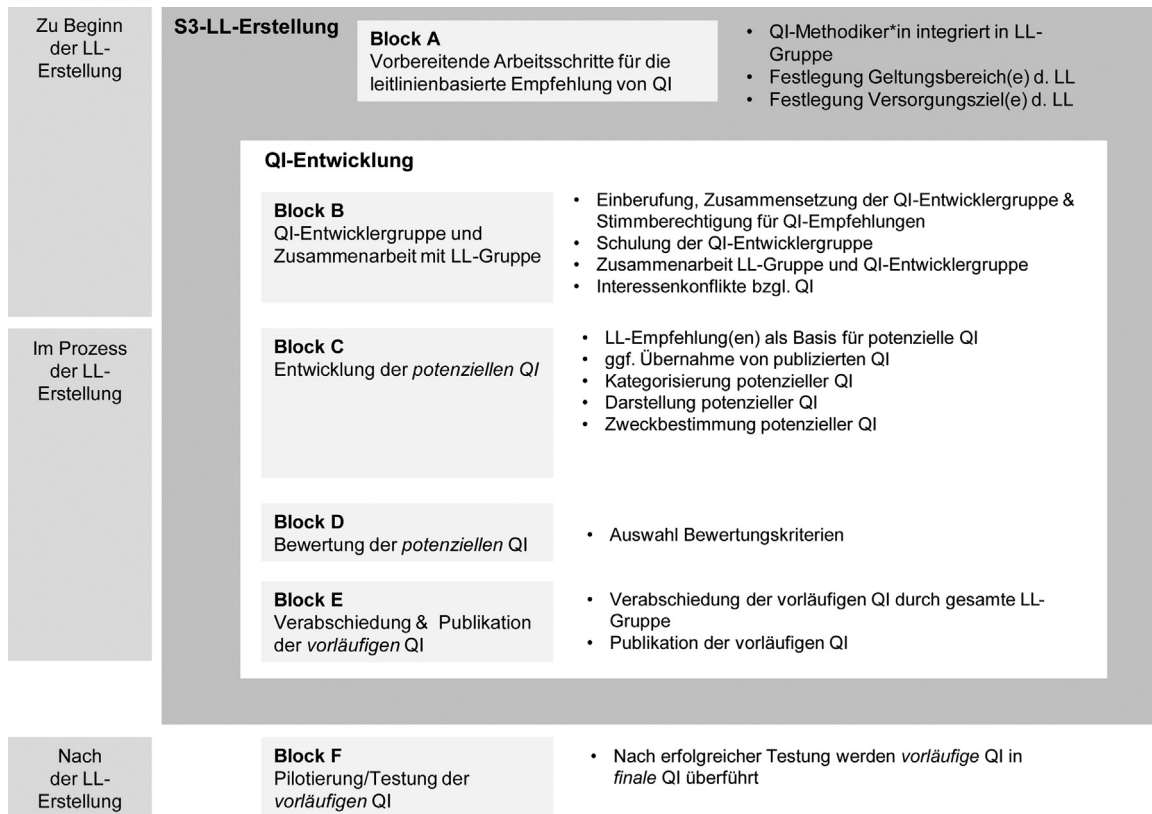 Zu Beginn
der LL-
Erstellung
S3-LL-Erstellung
Block A
Vorbereitende Arbeitsschritte für die
leitlinienbasierte Empfehlung von QI
• QI-Methodiker*in integriert in LL-
Gruppe
• Festlegung Geltungsbereich(e) d. LL
• Festlegung Versorgungsziel(e) d. LL
QI-Entwicklung
Block B
QI-Entwicklergruppe und
Zusammenarbeit mit LL-Gruppe
• Einberufung, Zusammensetzung der QI-Entwicklergruppe &
Stimmberechtigung für QI-Empfehlungen
• Schulung der QI-Entwicklergruppe
• Zusammenarbeit LL-Gruppe und QI-Entwicklergruppe
• Interessenkonflikte bzgl. QI
Im Prozess
der LL-
Erstellung
Block C
Entwicklung der potenziellen QI
• LL-Empfehlung(en) als Basis für potenzielle QI
• ggf. Übernahme von publizierten QI
• Kategorisierung potenzieller QI
• Darstellung potenzieller QI
• Zweckbestimmung potenzieller QI
Block D
Bewertung der potenziellen QI
• Auswahl Bewertungskriterien
Block E
Verabschiedung & Publikation
der vorläufigen QI
• Verabschiedung der vorläufigen QI durch gesamte LL-
Gruppe
• Publikation der vorläufigen QI
Nach
der LL-
Erstellung
Block F
Pilotierung/Testung der
vorläufigen QI
• Nach erfolgreicher Testung werden vorläufige QI in
finale QI überführt